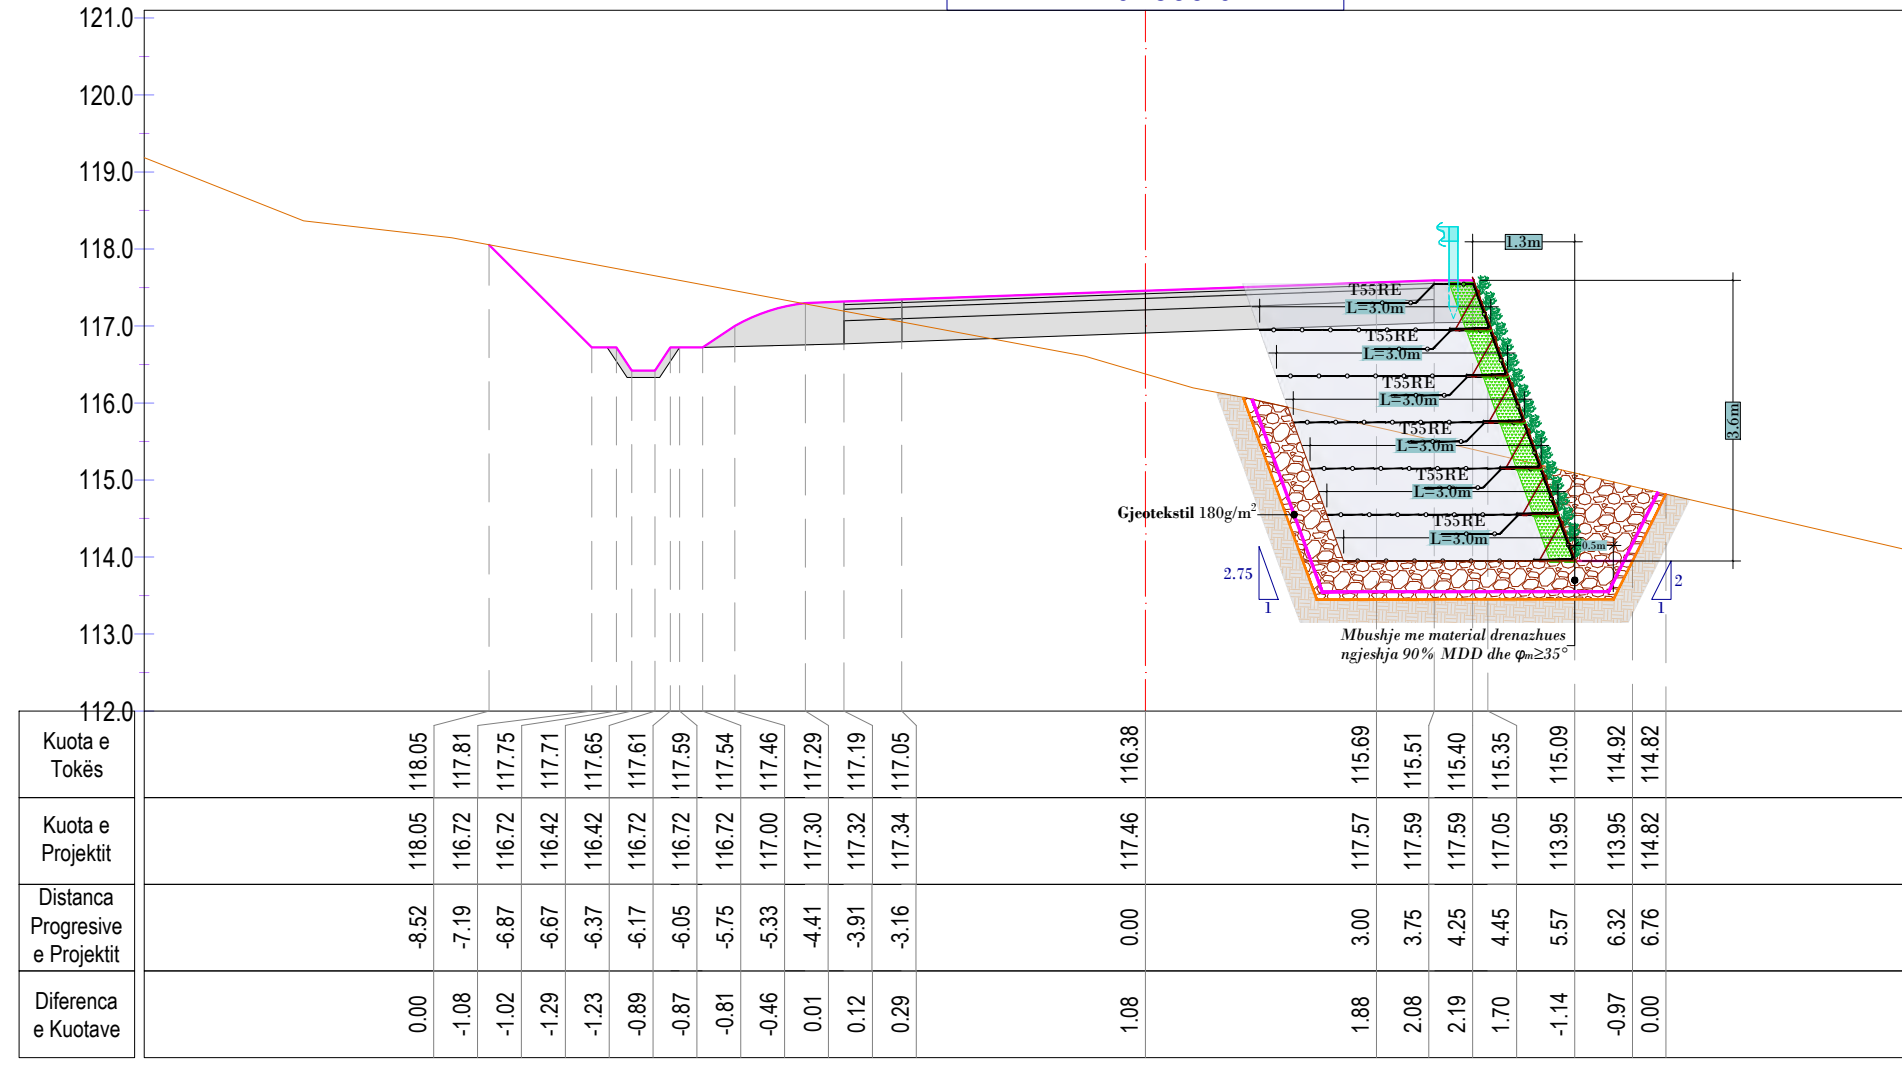 121.0
120.0
119.0
118.0
117.0
116.0
115.0
114.0
113.0
112.0
1.3m
3.6m
T55RE
L=3.0m
T55RE
L=3.0m
T55RE
L=3.0m
T55RE
L=3.0m
T55RE
L=3.0m
T55RE
L=3.0m
0.5m
Gjeotekstil 180g/m²
2.75
1
2
1
Mbushje me material drenazhues
ngjeshja 90% MDD dhe φm≥35°
Kuota e
Tokës
118.05 117.81 117.75 117.71 117.65 117.61 117.59 117.54 117.46 117.29 117.19 117.05 116.38 115.69 115.51 115.40 115.35 115.09 114.92 114.82
Kuota e
Projektit
118.05 116.72 116.72 116.42 116.42 116.72 116.72 116.72 117.00 117.30 117.32 117.34 117.46 117.57 117.59 117.59 117.05 113.95 113.95 114.82
Distanca
Progresive
e Projektit
-8.52 -7.19 -6.87 -6.67 -6.37 -6.17 -6.05 -5.75 -5.33 -4.41 -3.91 -3.16 0.00 3.00 3.75 4.25 4.45 5.57 6.32 6.76
Diferenca
e Kuotave
0.00 -1.08 -1.02 -1.29 -1.23 -0.89 -0.87 -0.81 -0.46 0.01 0.12 0.29 1.08 1.88 2.08 2.19 1.70 -1.14 -0.97 0.00